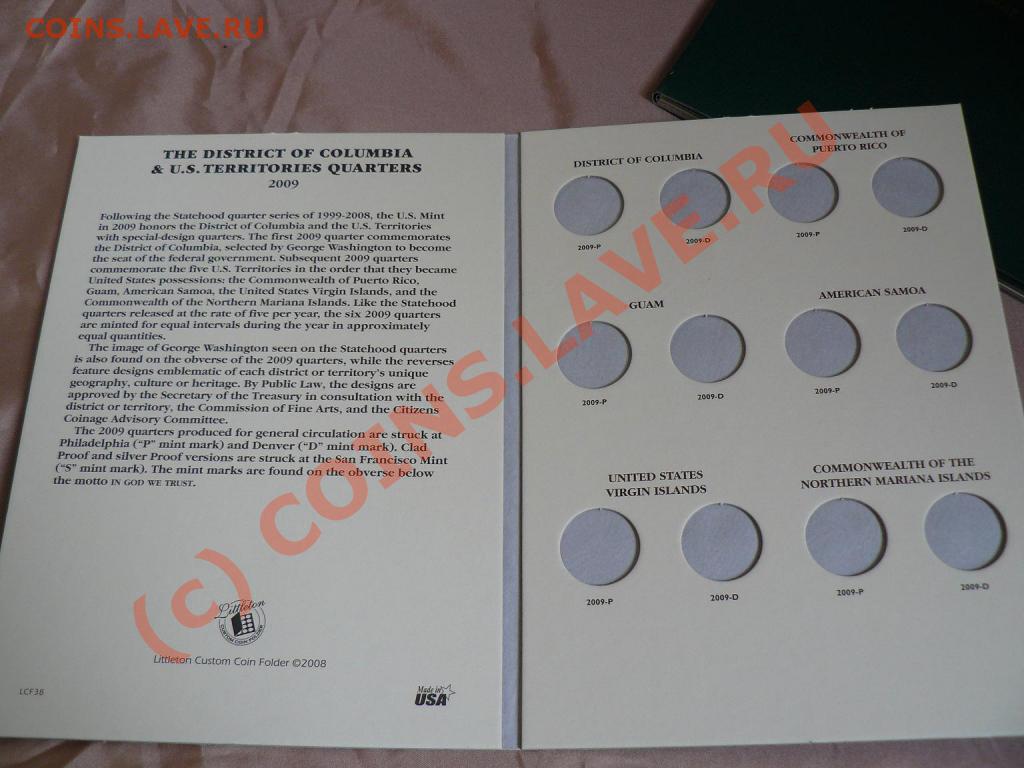 COINS.LAVE.RU
THE DISTRICT OF COLUMBIA
& U.S. TERRITORIES QUARTERS
2009
Following the Statehood quarter series of 1999-2008, the U.S. Mint
in 2009 honors the District of Columbia and the U.S. Territories
with special-design quarters. The first 2009 quarter commemorates
the District of Columbia, selected by George Washington to become
the seat of the federal government. Subsequent 2009 quarters
commemorate the five U.S. Territories in the order that they became
United States possessions: the Commonwealth of Puerto Rico,
Guam, American Samoa, the United States Virgin Islands, and the
Commonwealth of the Northern Mariana Islands. Like the Statehood
quarters released at the rate of five per year, the six 2009 quarters
are minted for equal intervals during the year in approximately
equal quantities.
The image of George Washington seen on the Statehood quarters
is also found on the obverse of the 2009 quarters, while the reverses
feature designs emblematic of each district or territory's unique
geography, culture or heritage. By Public Law, the designs are
approved by the Secretary of the Treasury in consultation with the
district or territory, the Commission of Fine Arts, and the Citizens
Coinage Advisory Committee.
The 2009 quarters produced for general circulation are struck at
Philadelphia ("P" mint mark) and Denver ("D" mint mark). Clad
Proof and silver Proof versions are struck at the San Francisco Mint
("S" mint mark). The mint marks are found on the obverse below
the motto IN GOD WE TRUST.
Littleton
CUSTOM COIN FOLDER
Littleton Custom Coin Folder ©2008
LCF38
Made in
USA
DISTRICT OF COLUMBIA
COMMONWEALTH OF
PUERTO RICO
2009-P
2009-D
2009-P
2009-D
GUAM
AMERICAN SAMOA
2009-P
2009-D
2009-P
2009-D
UNITED STATES
VIRGIN ISLANDS
COMMONWEALTH OF THE
NORTHERN MARIANA ISLANDS
2009-P
2009-D
2009-P
2009-D
(c) COINS.LAVE.RU